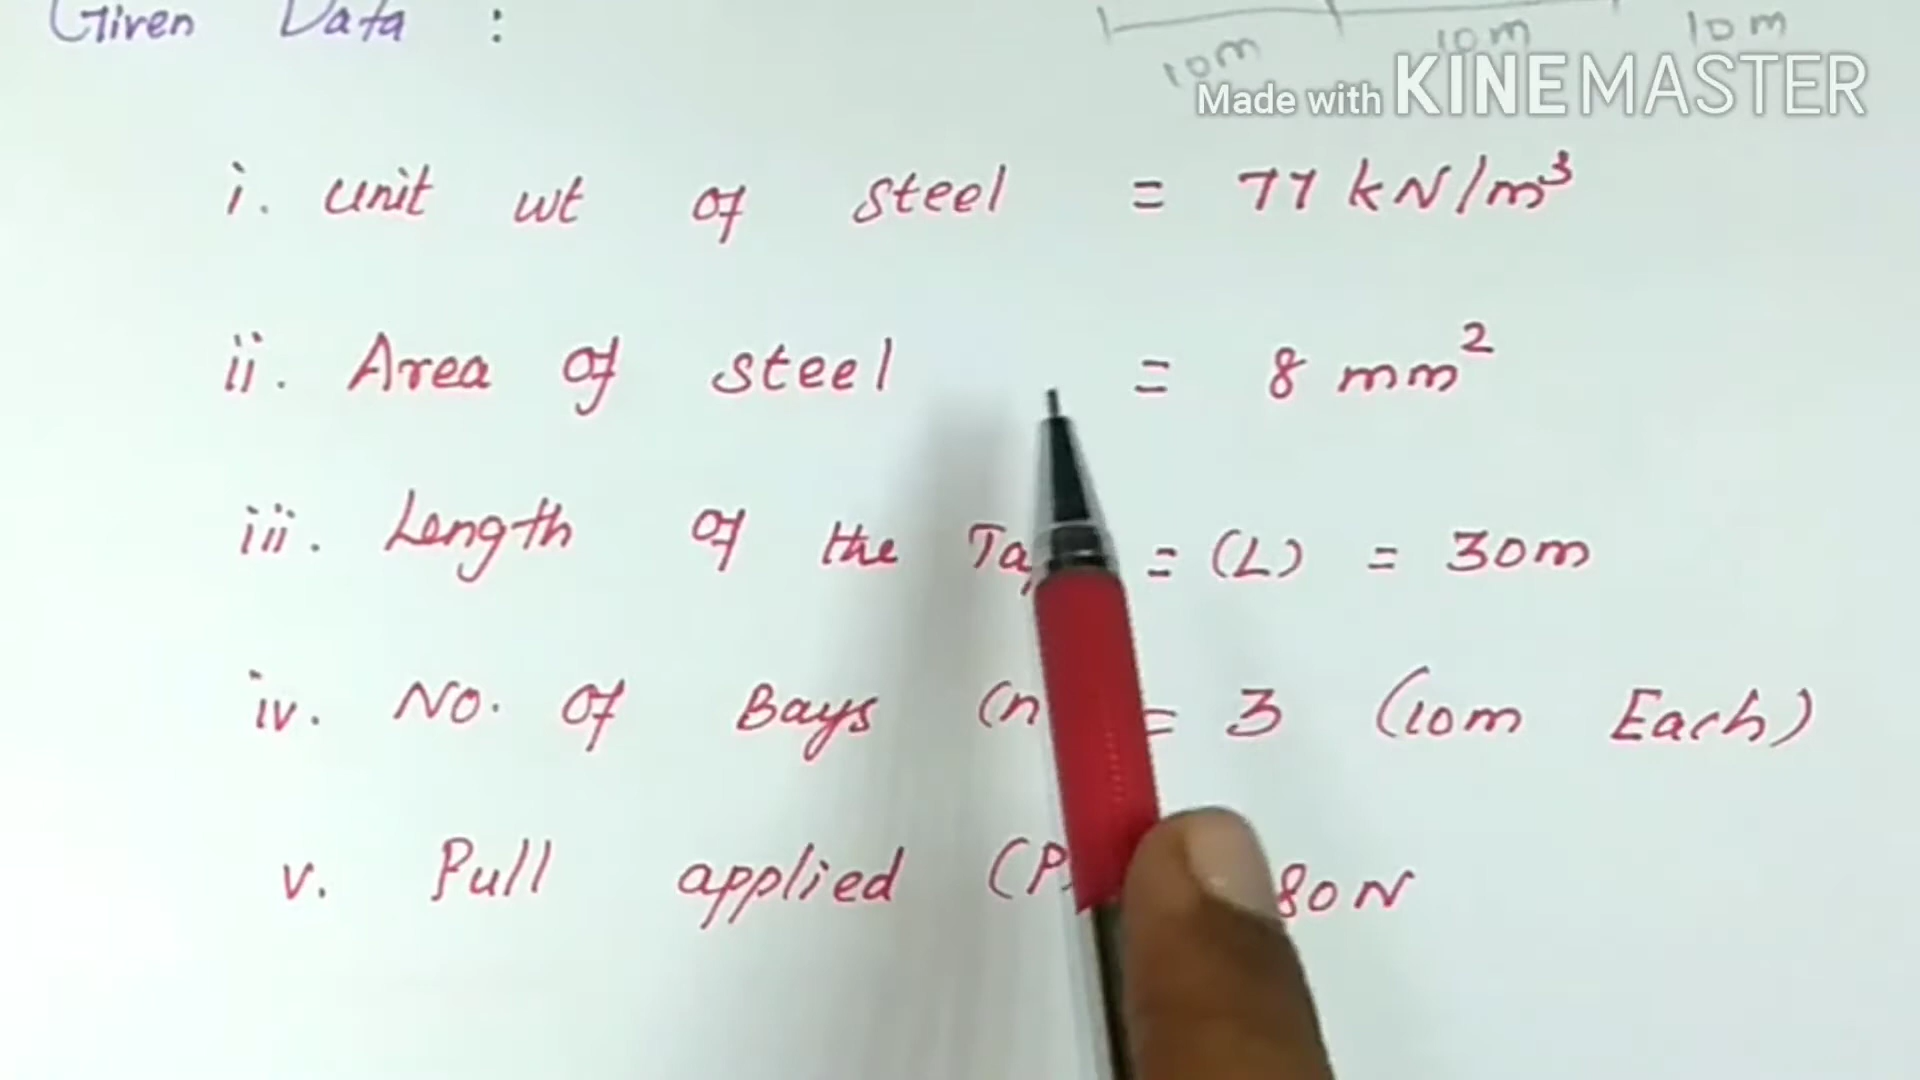 Given Data :
10m 10m 10m
Made with KINEMASTER
i. unit wt of steel = 77 kN/m³
ii. Area of steel = 8 mm²
iii. Length of the = (L) = 30m
iv. No. of Bays (n = 3 (10m Each)
v. Pull applied (P) 80N